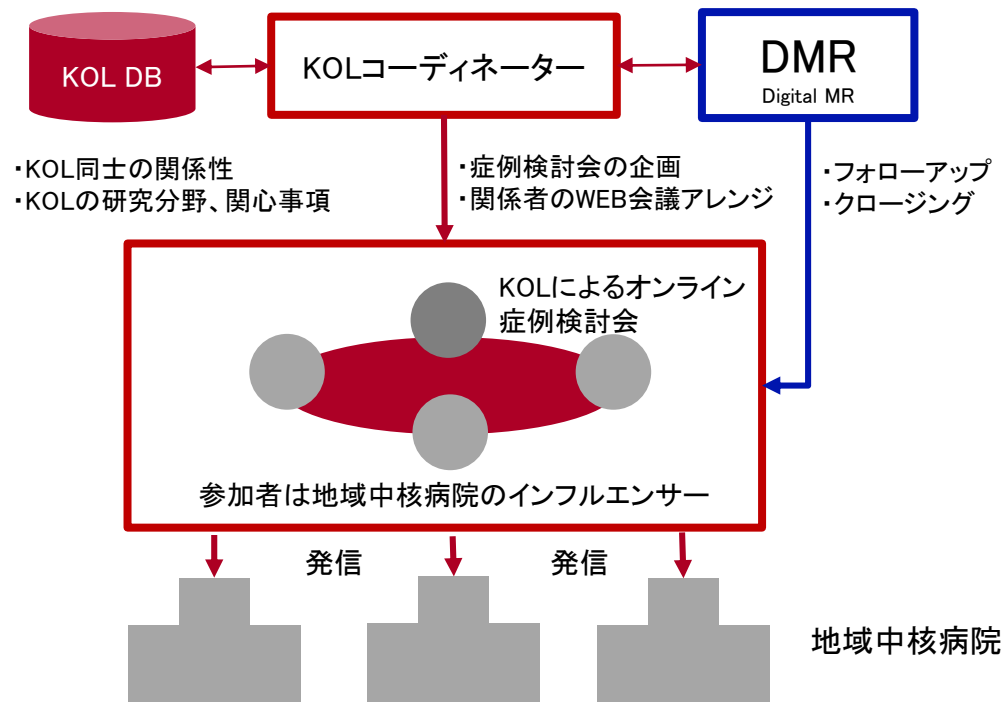 KOL DB
KOLコーディネーター
DMR
Digital MR
・KOL同士の関係性
・KOLの研究分野、関心事項
・症例検討会の企画
・関係者のWEB会議アレンジ
・フォローアップ
・クロージング
KOLによるオンライン
症例検討会
参加者は地域中核病院のインフルエンサー
発信
発信
地域中核病院